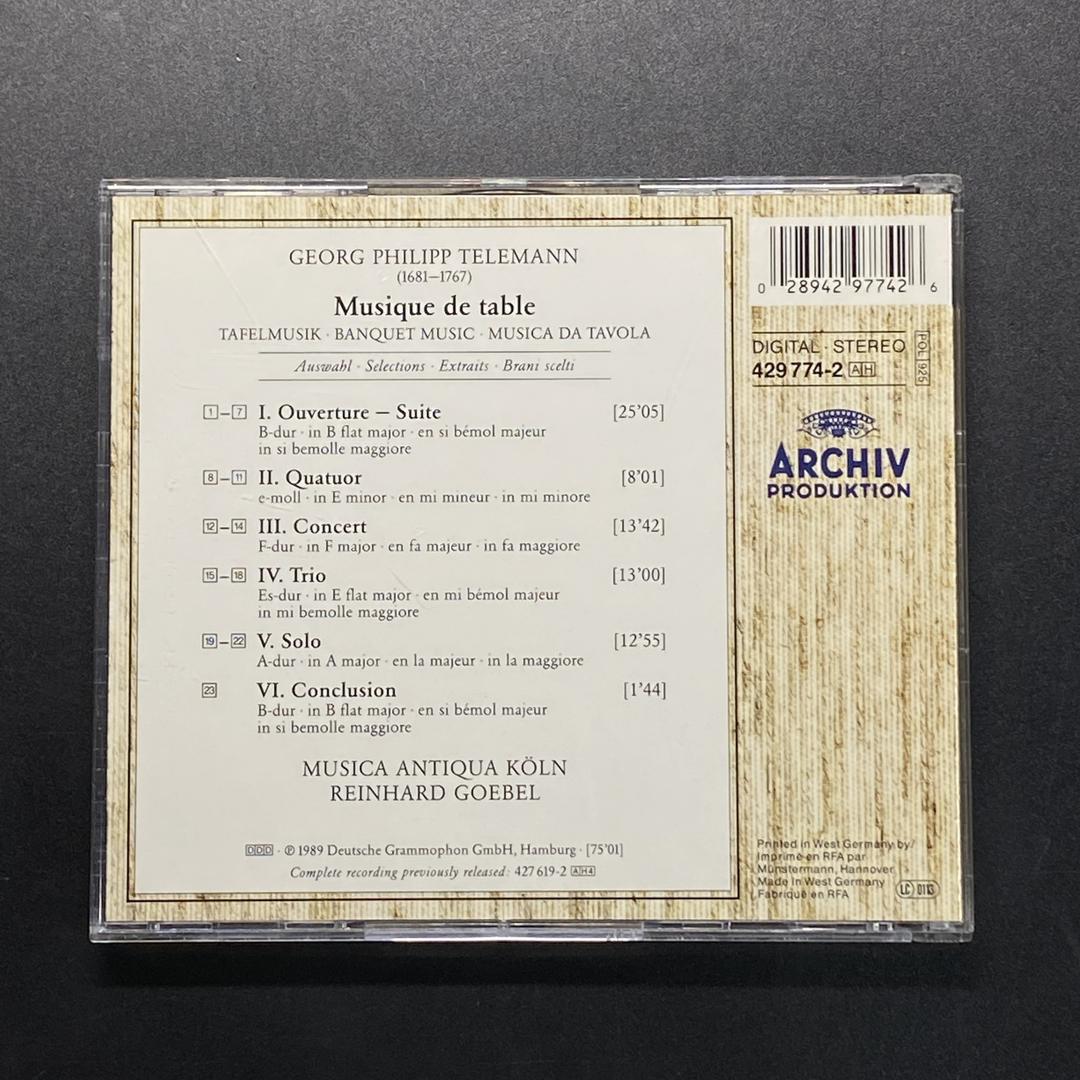 GEORG PHILIPP TELEMANN
(1681–1767)
Musique de table
TAFELMUSIK · BANQUET MUSIC · MUSICA DA TAVOLA
Auswahl · Selections · Extraits · Brani scelti
1–7 I. Ouverture – Suite [25’05]
B-dur · in B flat major · en si bémol majeur
in si bemolle maggiore
8–11 II. Quatuor [8’01]
e-moll · in E minor · en mi mineur · in mi minore
12–14 III. Concert [13’42]
F-dur · in F major · en fa majeur · in fa maggiore
15–18 IV. Trio [13’00]
Es-dur · in E flat major · en mi bémol majeur
in mi bemolle maggiore
19–22 V. Solo [12’55]
A-dur · in A major · en la majeur · in la maggiore
23 VI. Conclusion [1’44]
B-dur · in B flat major · en si bémol majeur
in si bemolle maggiore
MUSICA ANTIQUA KÖLN
REINHARD GOEBEL
DDD · ℗ 1989 Deutsche Grammophon GmbH, Hamburg · [75’01]
Complete recording previously released: 427 619-2 AH4
0 28942 97742 6
DIGITAL · STEREO
429 774-2 AH
POL 925
ARCHIV
PRODUKTION
Printed in West Germany by/
Imprimé en RFA par
Münstermann, Hannover
Made in West Germany
Fabriqué en RFA
LC 0113